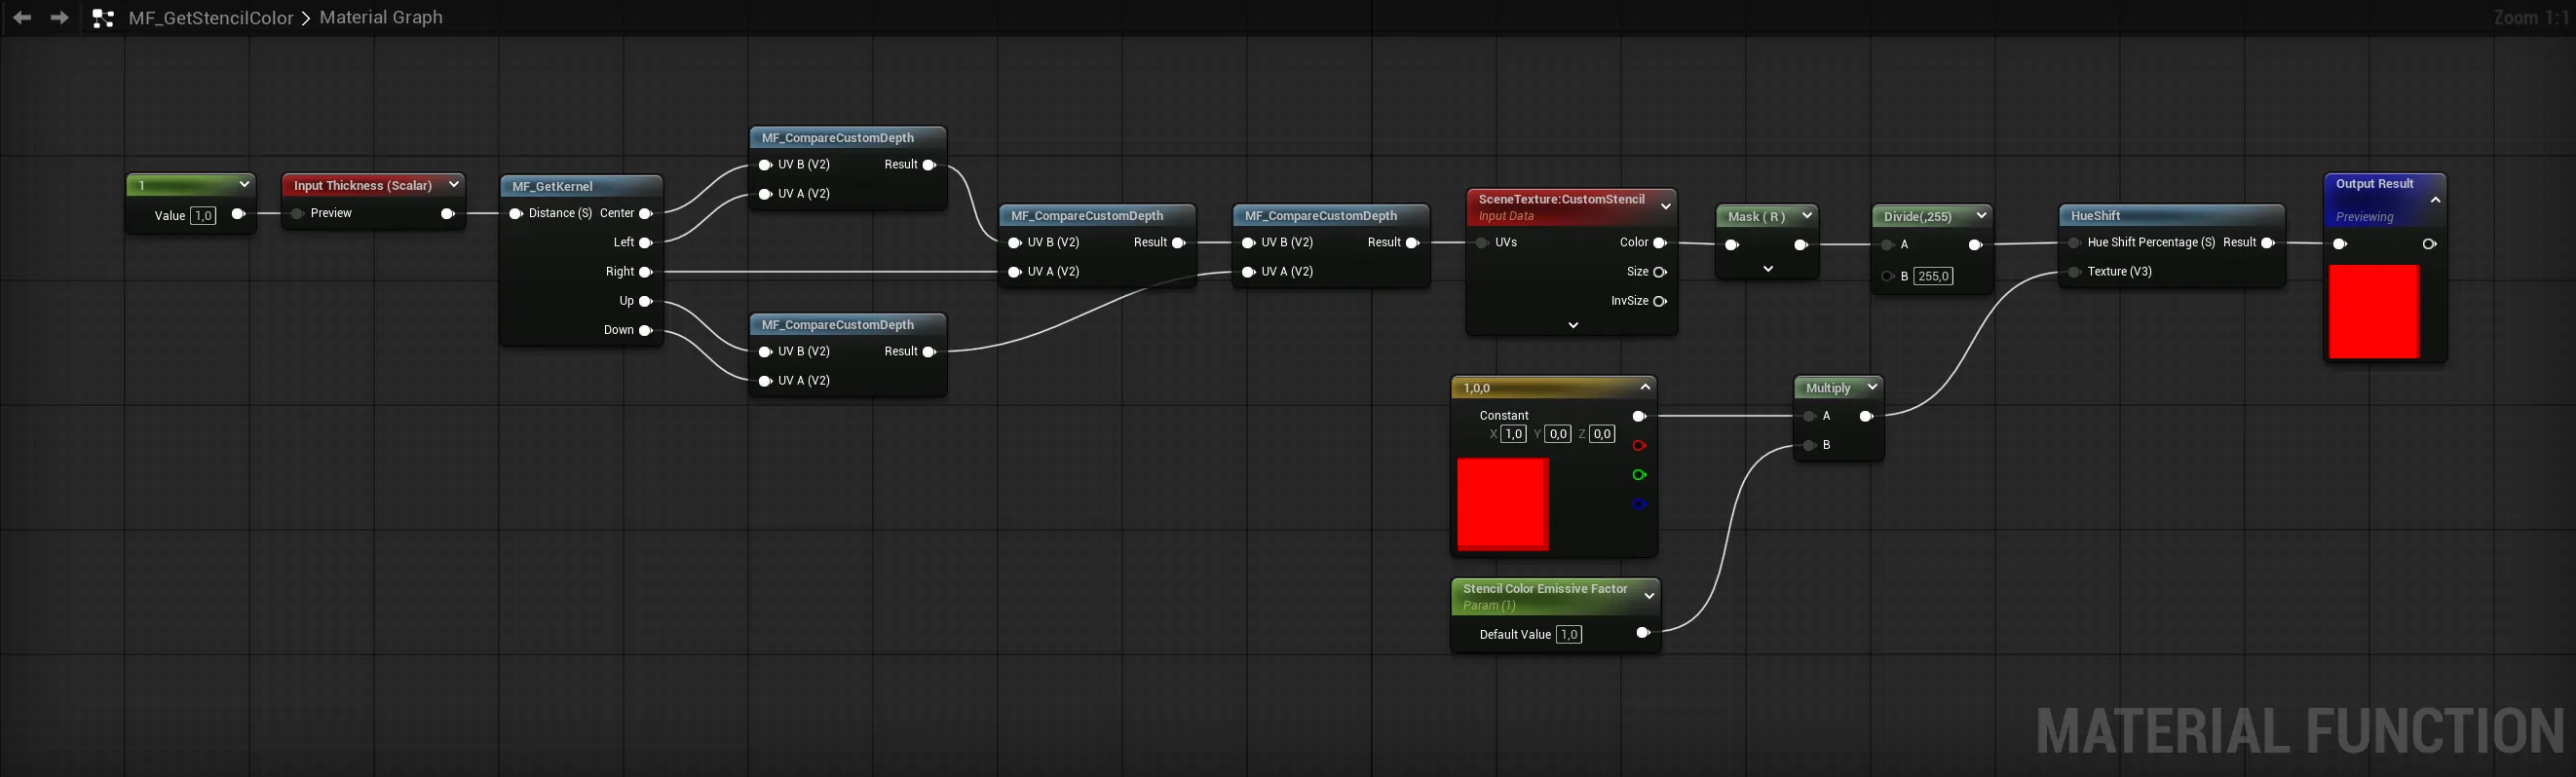 MF_GetStencilColor > Material Graph
Zoom 1:1
1
Value 1,0
Input Thickness (Scalar)
Preview
MF_GetKernel
Distance (S) Center
Left
Right
Up
Down
MF_CompareCustomDepth
UV B (V2) Result
UV A (V2)
MF_CompareCustomDepth
UV B (V2) Result
UV A (V2)
MF_CompareCustomDepth
UV B (V2) Result
UV A (V2)
MF_CompareCustomDepth
UV B (V2) Result
UV A (V2)
SceneTexture:CustomStencil
Input Data
UVs Color
Size
InvSize
Mask ( R )
Divide(,255)
A
B 255,0
HueShift
Hue Shift Percentage (S) Result
Texture (V3)
Output Result
Previewing
1,0,0
Constant
X 1,0 Y 0,0 Z 0,0
Multiply
A
B
Stencil Color Emissive Factor
Param (1)
Default Value 1,0
MATERIAL FUNCTION